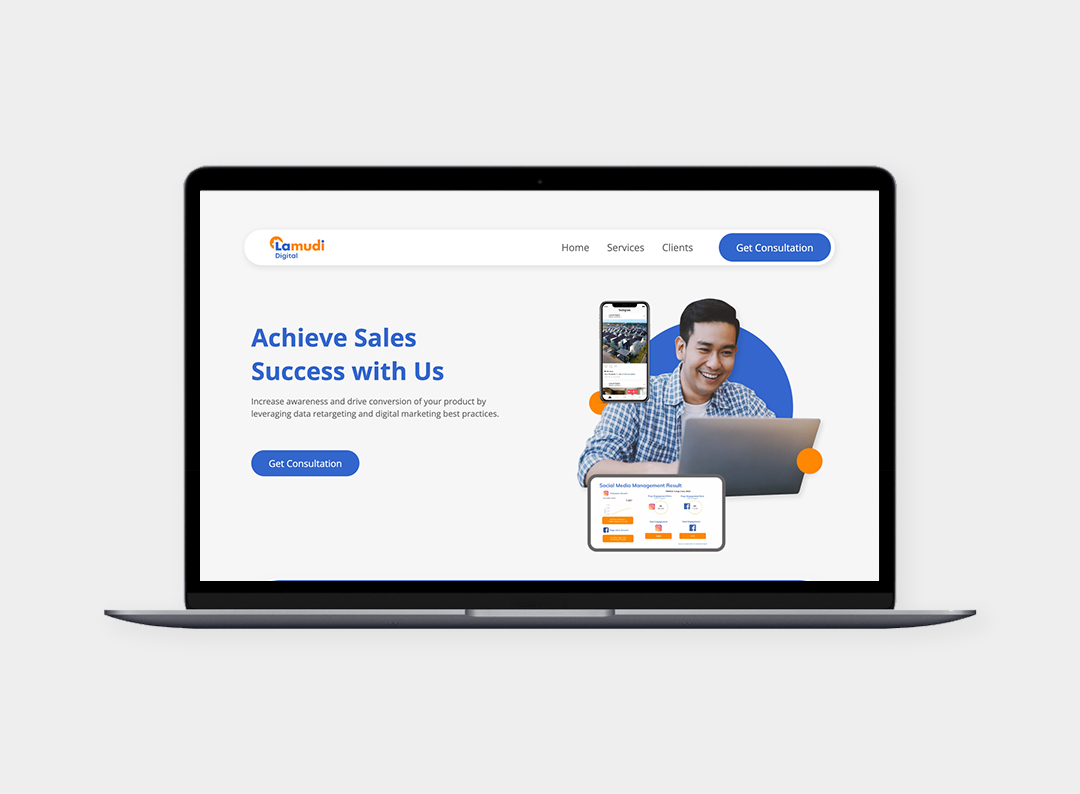 Lamudi
Digital
Home
Services
Clients
Get Consultation
Achieve Sales
Success with Us
Increase awareness and drive conversion of your product by
leveraging data retargeting and digital marketing best practices.
Get Consultation
Instagram
Social Media Management Result